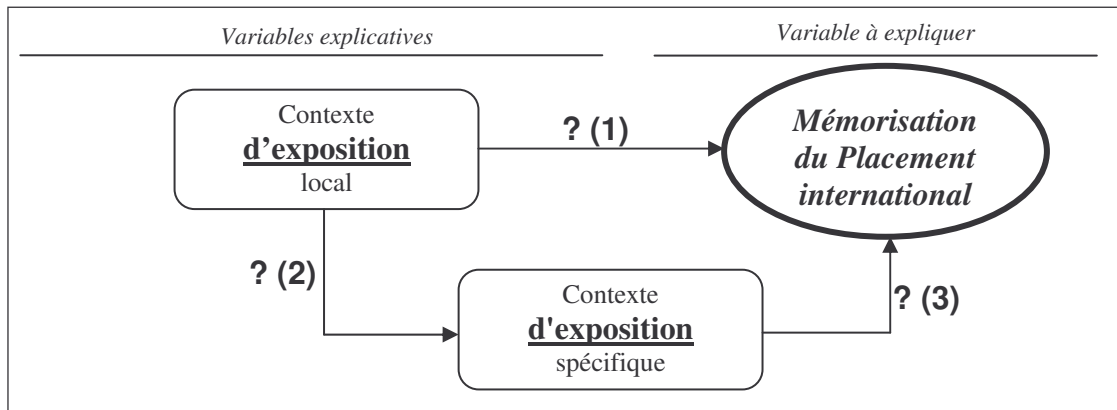 Variables explicatives
Variable à expliquer
Contexte
d’exposition
local
? (1)
Mémorisation
du Placement
international
? (2)
Contexte
d'exposition
spécifique
? (3)